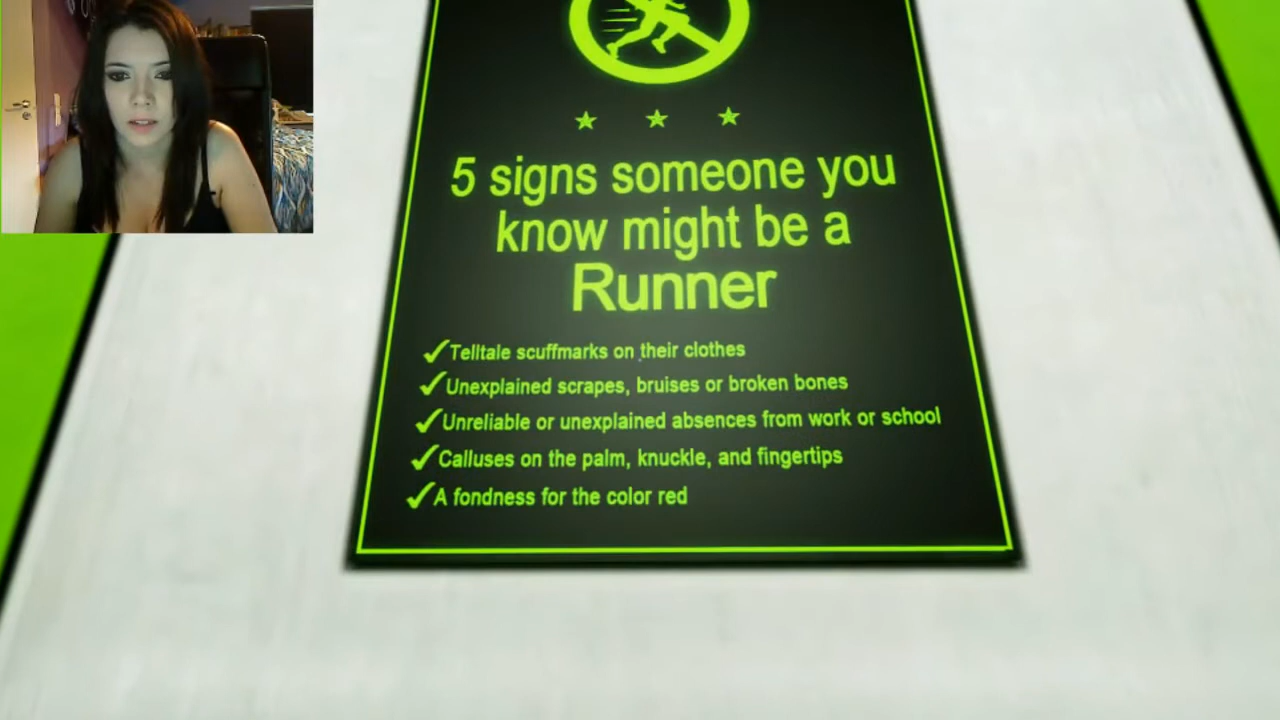 5 signs someone you
know might be a
Runner
Telltale scuffmarks on their clothes
Unexplained scrapes, bruises or broken bones
Unreliable or unexplained absences from work or school
Calluses on the palm, knuckle, and fingertips
A fondness for the color red